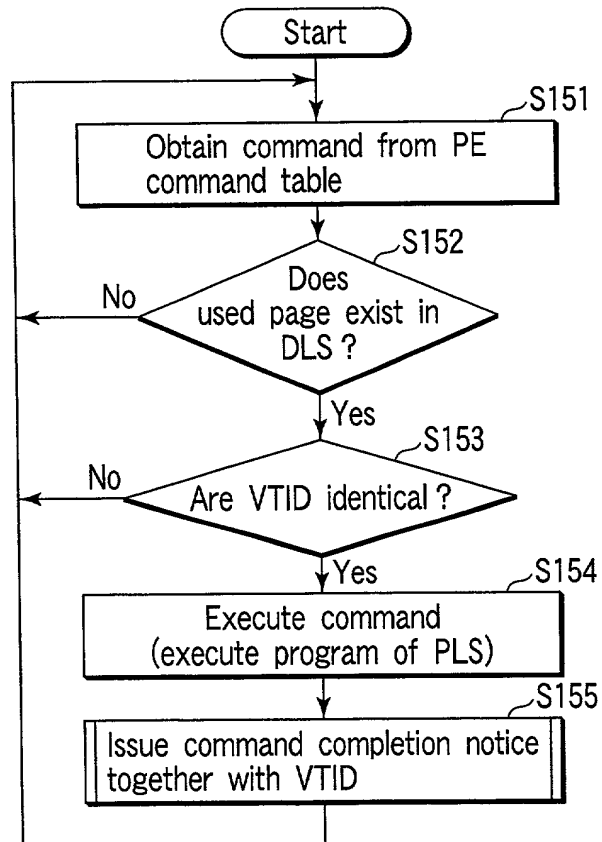 Start
S151
Obtain command from PE
command table
S152
Does
used page exist in
DLS?
No
Yes
S153
Are VTID identical?
No
Yes
S154
Execute command
(execute program of PLS)
S155
Issue command completion notice
together with VTID